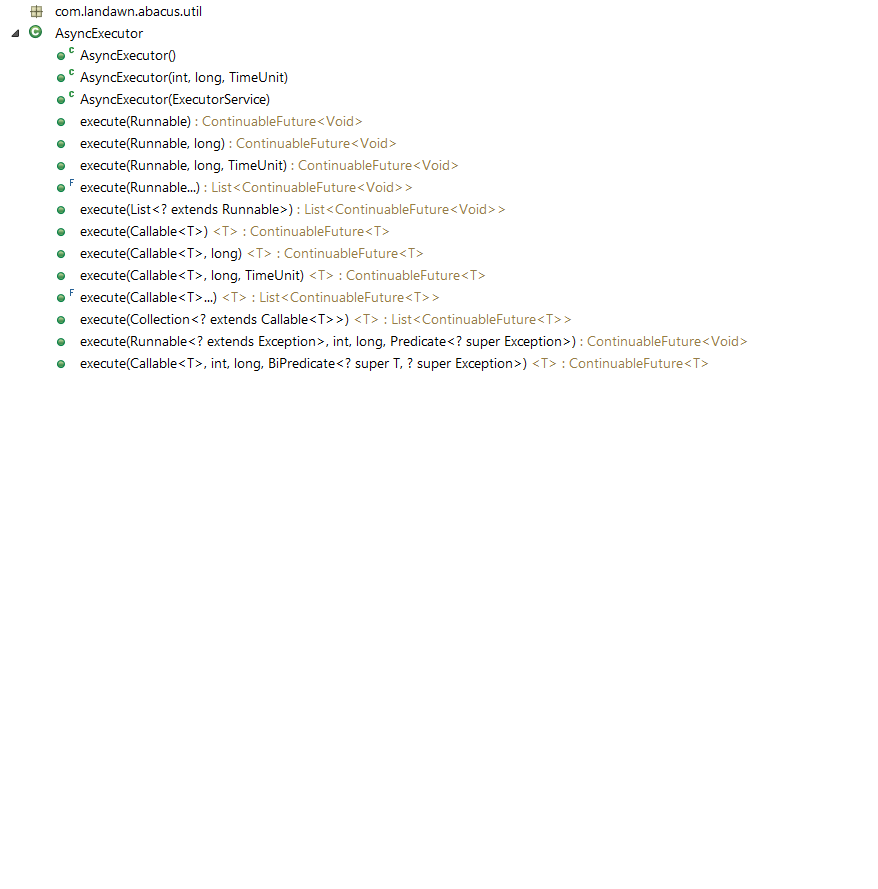 com.landawn.abacus.util
AsyncExecutor
C AsyncExecutor()
C AsyncExecutor(int, long, TimeUnit)
C AsyncExecutor(ExecutorService)
execute(Runnable) : ContinuableFuture<Void>
execute(Runnable, long) : ContinuableFuture<Void>
execute(Runnable, long, TimeUnit) : ContinuableFuture<Void>
F execute(Runnable...) : List<ContinuableFuture<Void>>
execute(List<? extends Runnable>) : List<ContinuableFuture<Void>>
execute(Callable<T>) <T> : ContinuableFuture<T>
execute(Callable<T>, long) <T> : ContinuableFuture<T>
execute(Callable<T>, long, TimeUnit) <T> : ContinuableFuture<T>
F execute(Callable<T>...) <T> : List<ContinuableFuture<T>>
execute(Collection<? extends Callable<T>>) <T> : List<ContinuableFuture<T>>
execute(Runnable<? extends Exception>, int, long, Predicate<? super Exception>) : ContinuableFuture<Void>
execute(Callable<T>, int, long, BiPredicate<? super T, ? super Exception>) <T> : ContinuableFuture<T>